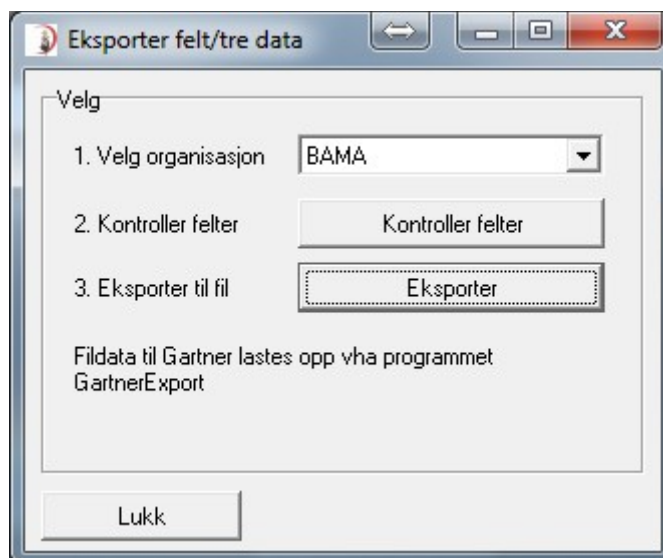 Eksporter felt/tre data
Velg
1. Velg organisasjon BAMA
2. Kontroller felter Kontroller felter
3. Eksporter til fil Eksporter
Fildata til Gartner lastes opp vha programmet
GartnerExport
Lukk